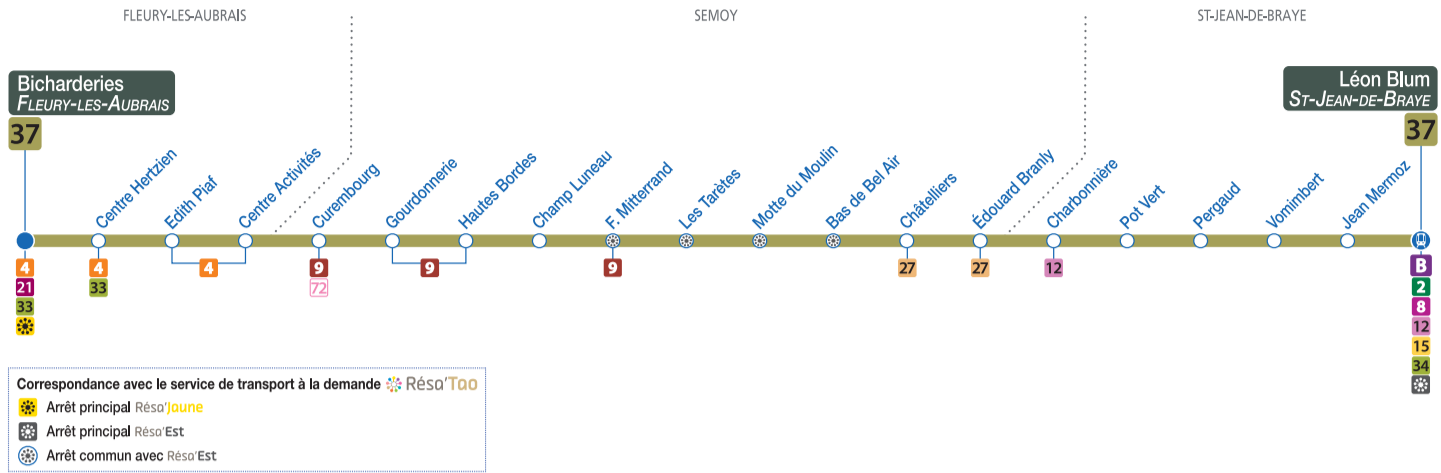 FLEURY-LES-AUBRAIS
SEMOY
ST-JEAN-DE-BRAYE
Bicharderies
FLEURY-LES-AUBRAIS
37
Léon Blum
ST-JEAN-DE-BRAYE
37
Centre Hertzien
Edith Piaf
Centre Activités
Curembourg
Gourdonnerie
Hautes Bordes
Champ Luneau
F. Mitterrand
Les Tarètes
Motte du Moulin
Bas de Bel Air
Châtelliers
Édouard Branly
Charbonnière
Pot Vert
Pergaud
Vomimbert
Jean Mermoz
4
21
33
4
33
4
9
72
9
9
27
27
12
B
2
8
12
15
34
Correspondance avec le service de transport à la demande Résa'Tao
Arrêt principal Résa'Jaune
Arrêt principal Résa'Est
Arrêt commun avec Résa'Est